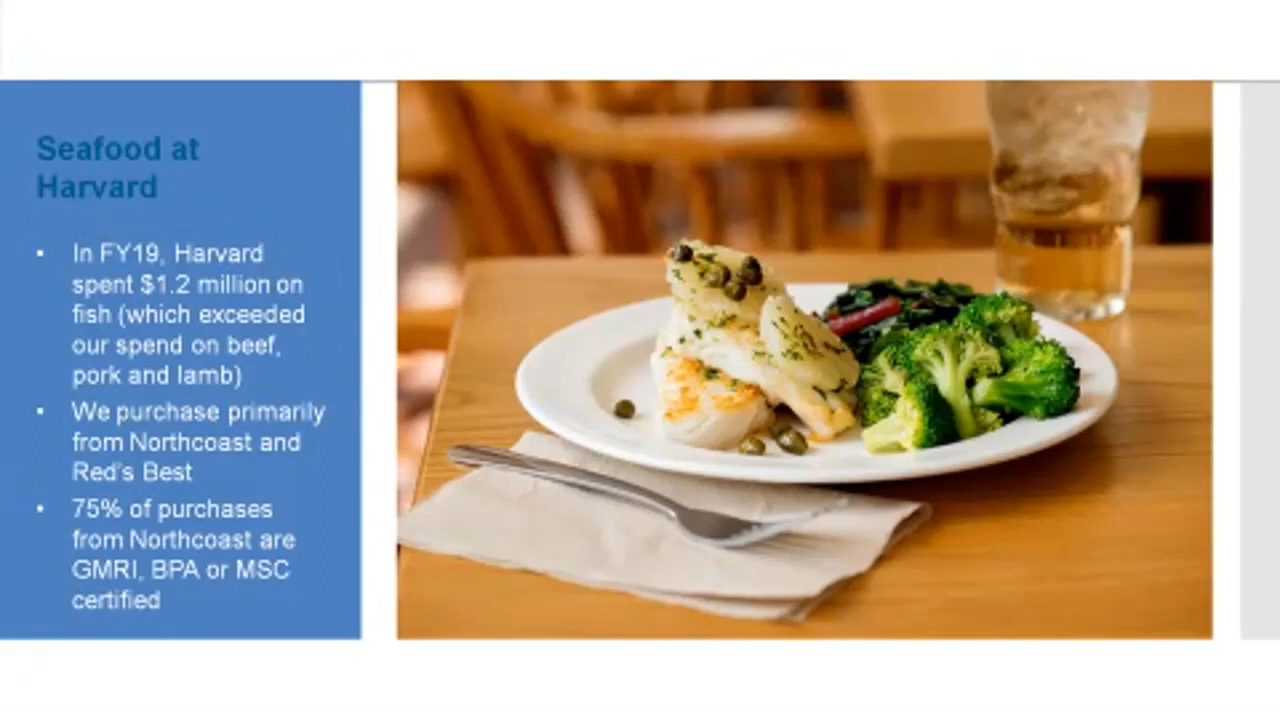 Seafood at
Harvard
• In FY19, Harvard
spent $1.2 million on
fish (which exceeded
our spend on beef,
pork and lamb)
• We purchase primarily
from Northcoast and
Red's Best
• 75% of purchases
from Northcoast are
GMRI, BPA or MSC
certified